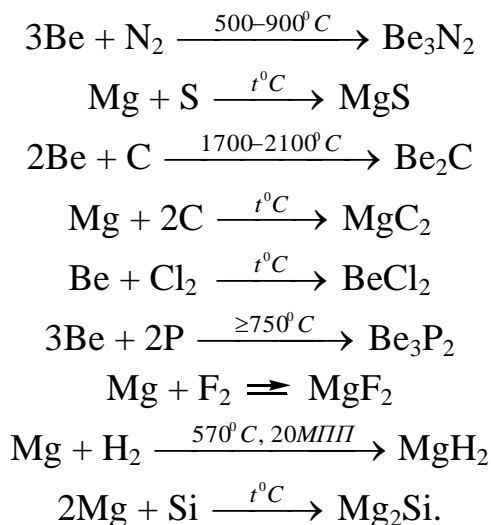 3Be + N₂ —500–900⁰C→ Be₃N₂
Mg + S —t⁰C→ MgS
2Be + C —1700–2100⁰C→ Be₂C
Mg + 2C —t⁰C→ MgC₂
Be + Cl₂ —t⁰C→ BeCl₂
3Be + 2P —≥750⁰C→ Be₃P₂
Mg + F₂ ⇌ MgF₂
Mg + H₂ —570⁰C, 20МПП→ MgH₂
2Mg + Si —t⁰C→ Mg₂Si.